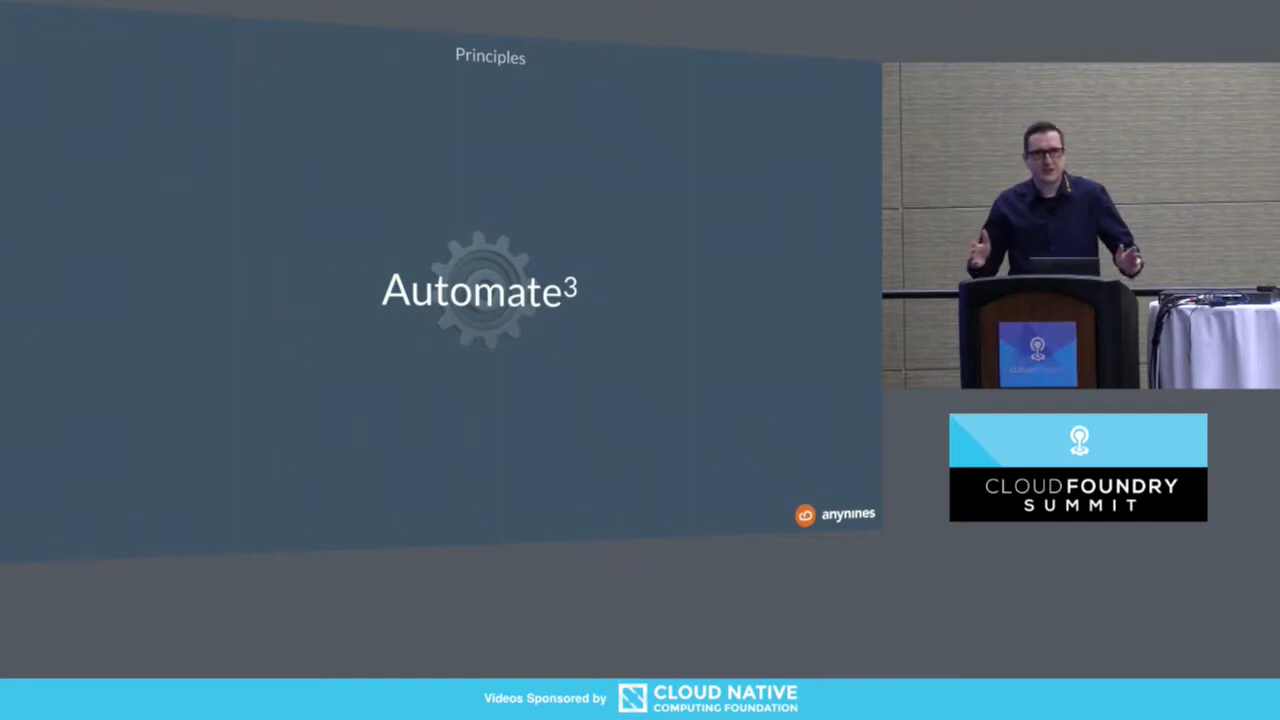 Principles
Automate³
anynines
CLOUD FOUNDRY
SUMMIT
Videos Sponsored by
CLOUD NATIVE
COMPUTING FOUNDATION